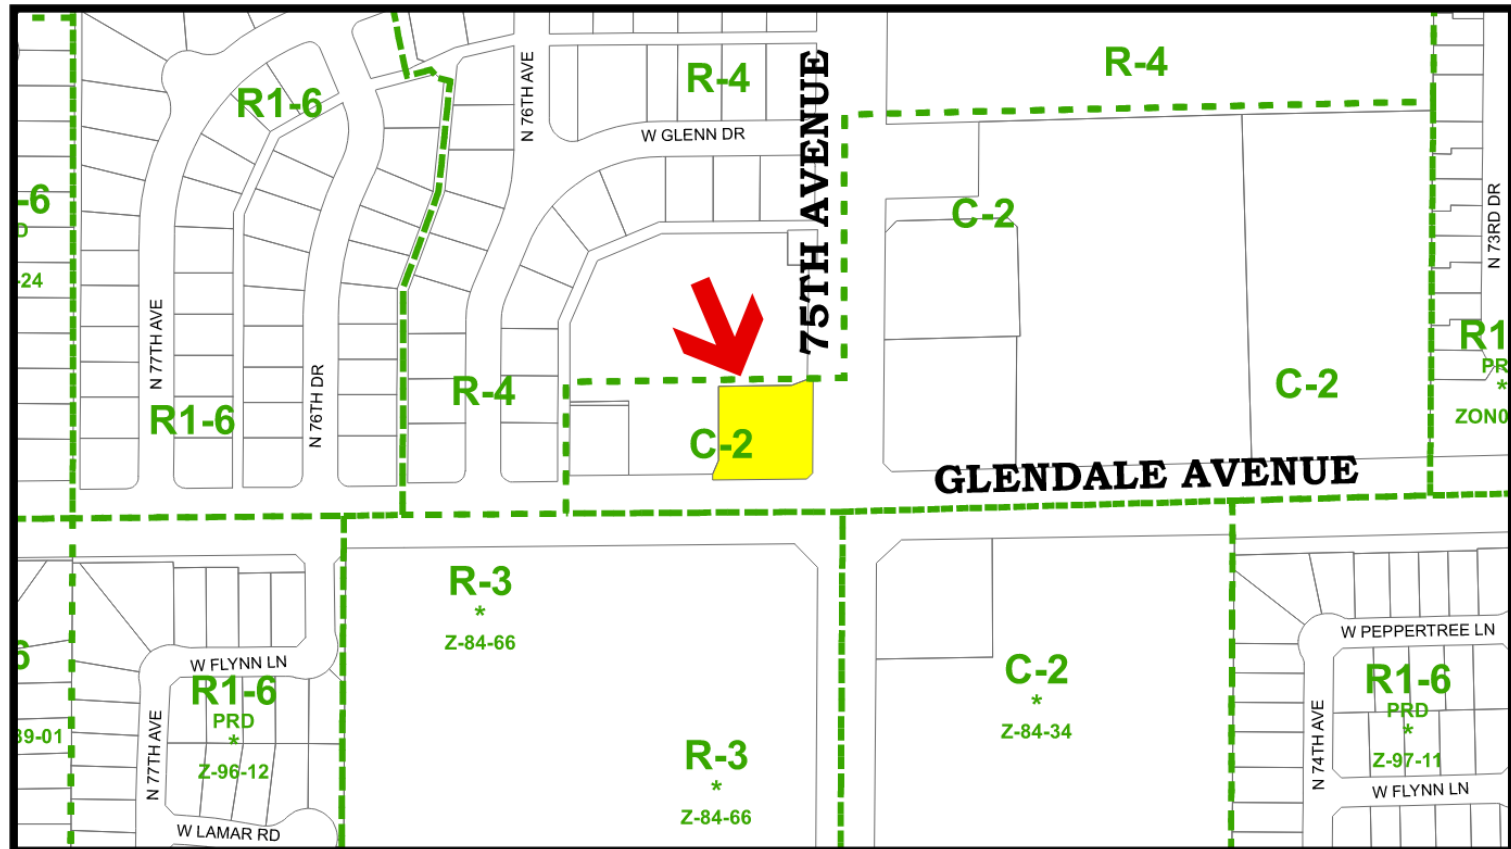 R-4
R-4
R1-6
N 76TH AVE
W GLENN DR
75TH AVENUE
-6
D
-24
C-2
N 73RD DR
N 77TH AVE
N 76TH DR
R1-6
R-4
C-2
C-2
R1
PR
*
ZON0
GLENDALE AVENUE
R-3
*
Z-84-66
6
W FLYNN LN
R1-6
PRD
*
Z-96-12
39-01
N 77TH AVE
W LAMAR RD
R-3
*
Z-84-66
C-2
*
Z-84-34
W PEPPERTREE LN
R1-6
PRD
*
Z-97-11
N 74TH AVE
W FLYNN LN